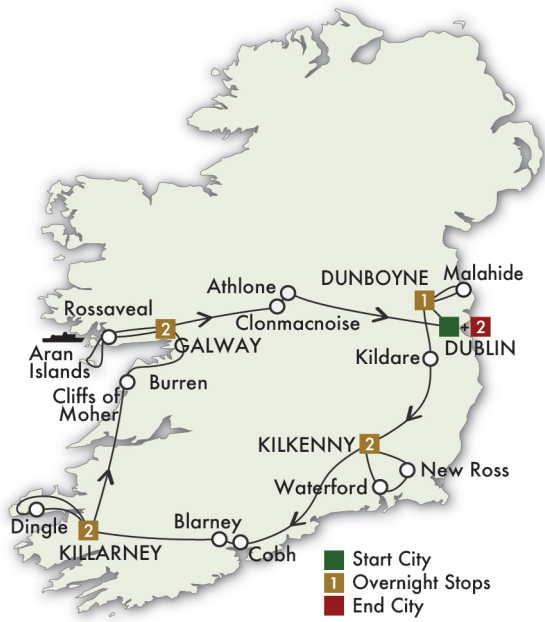 DUNBOYNE
Malahide
1
Athlone
Rossaveal
2
Clonmacnoise
+ 2
GALWAY
DUBLIN
Aran
Islands
Kildare
Cliffs of
Moher
Burren
KILKENNY 2
New Ross
Waterford
Dingle
2
Blarney
KILLARNEY
Cobh
Start City
1 Overnight Stops
End City